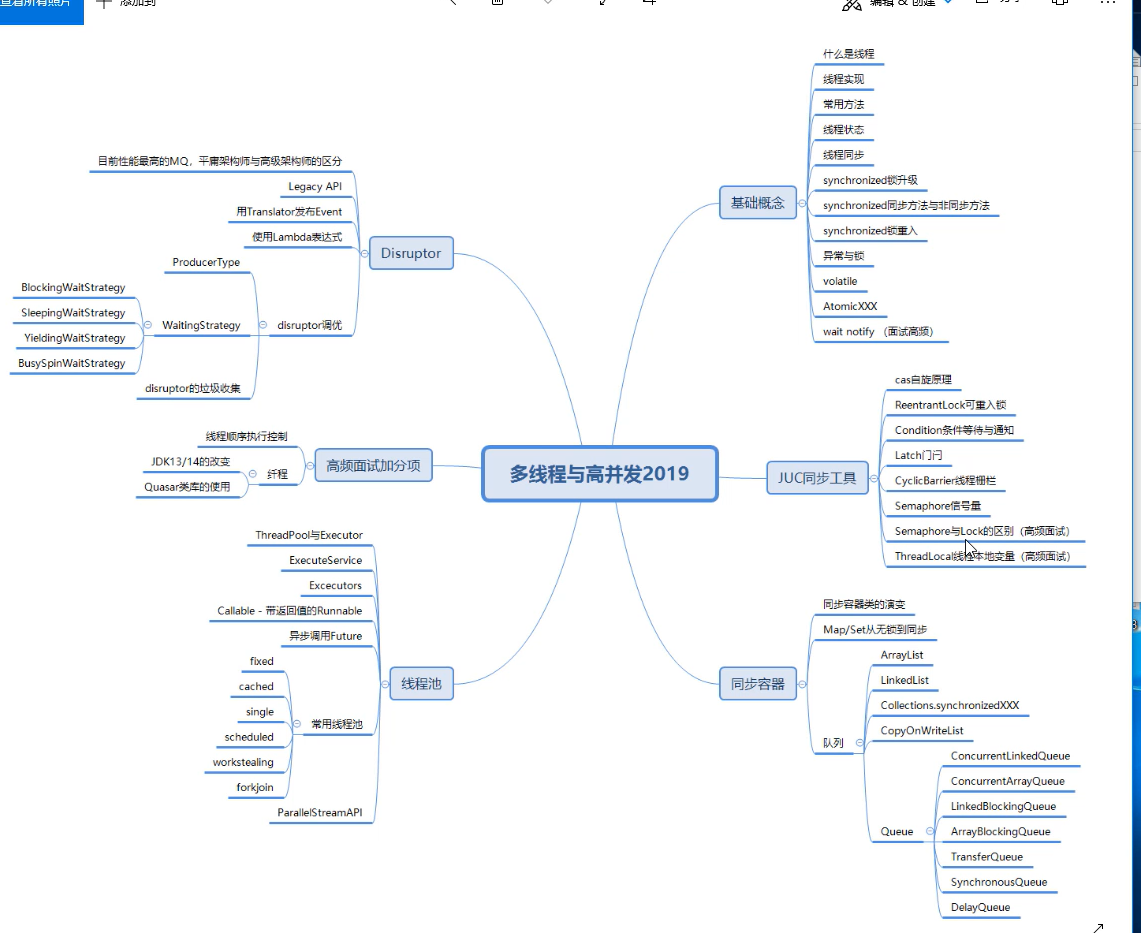 查看所有照片
添加到
编辑 & 创建
多线程与高并发2019
基础概念
什么是线程
线程实现
常用方法
线程状态
线程同步
synchronized锁升级
synchronized同步方法与非同步方法
synchronized锁重入
异常与锁
volatile
AtomicXXX
wait notify （面试高频）
JUC同步工具
cas自旋原理
ReentrantLock可重入锁
Condition条件等待与通知
Latch门闩
CyclicBarrier线程栅栏
Semaphore信号量
Semaphore与Lock的区别（高频面试）
ThreadLocal线程本地变量（高频面试）
同步容器
同步容器类的演变
Map/Set从无锁到同步
队列
ArrayList
LinkedList
Collections.synchronizedXXX
CopyOnWriteList
Queue
ConcurrentLinkedQueue
ConcurrentArrayQueue
LinkedBlockingQueue
ArrayBlockingQueue
TransferQueue
SynchronousQueue
DelayQueue
Disruptor
目前性能最高的MQ，平庸架构师与高级架构师的区分
Legacy API
用Translator发布Event
使用Lambda表达式
disruptor调优
ProducerType
WaitingStrategy
BlockingWaitStrategy
SleepingWaitStrategy
YieldingWaitStrategy
BusySpinWaitStrategy
disruptor的垃圾收集
高频面试加分项
线程顺序执行控制
纤程
JDK13/14的改变
Quasar类库的使用
线程池
ThreadPool与Executor
ExecuteService
Excecutors
Callable - 带返回值的Runnable
异步调用Future
常用线程池
fixed
cached
single
scheduled
workstealing
forkjoin
ParallelStreamAPI